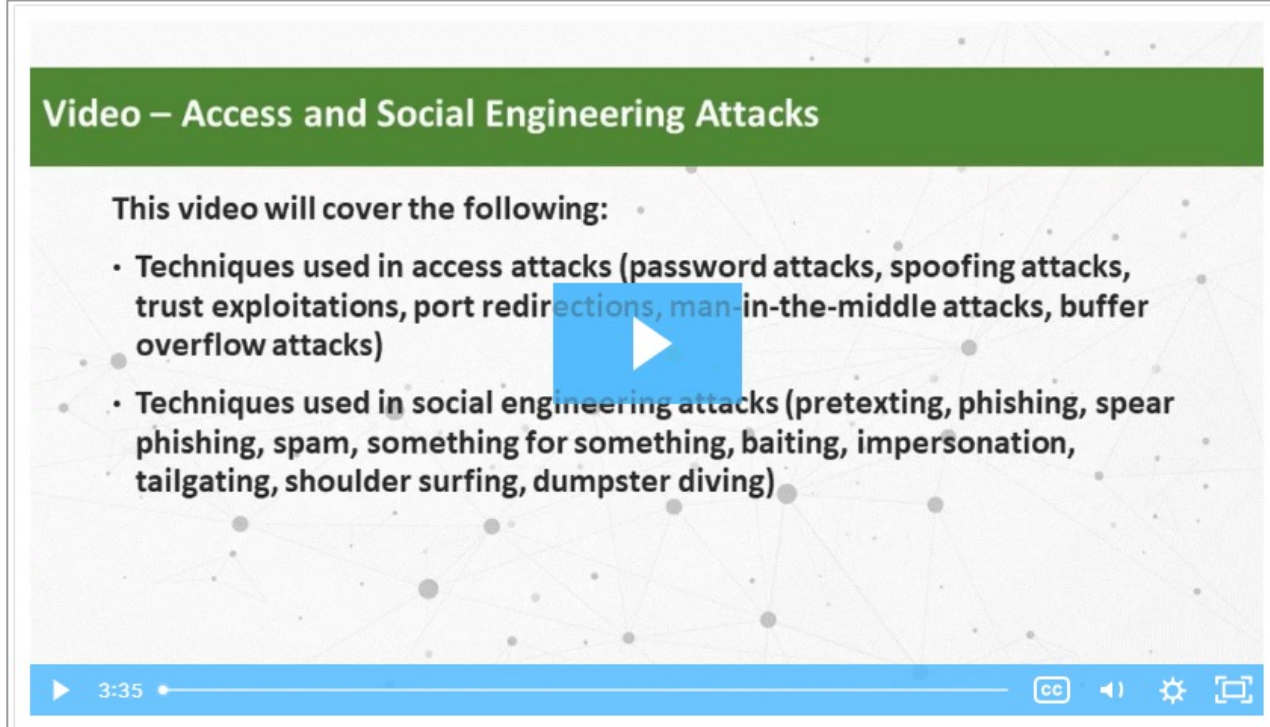 Video – Access and Social Engineering Attacks
This video will cover the following:
• Techniques used in access attacks (password attacks, spoofing attacks,
trust exploitations, port redirections, man-in-the-middle attacks, buffer
overflow attacks)
• Techniques used in social engineering attacks (pretexting, phishing, spear
phishing, spam, something for something, baiting, impersonation,
tailgating, shoulder surfing, dumpster diving)
3:35 CC